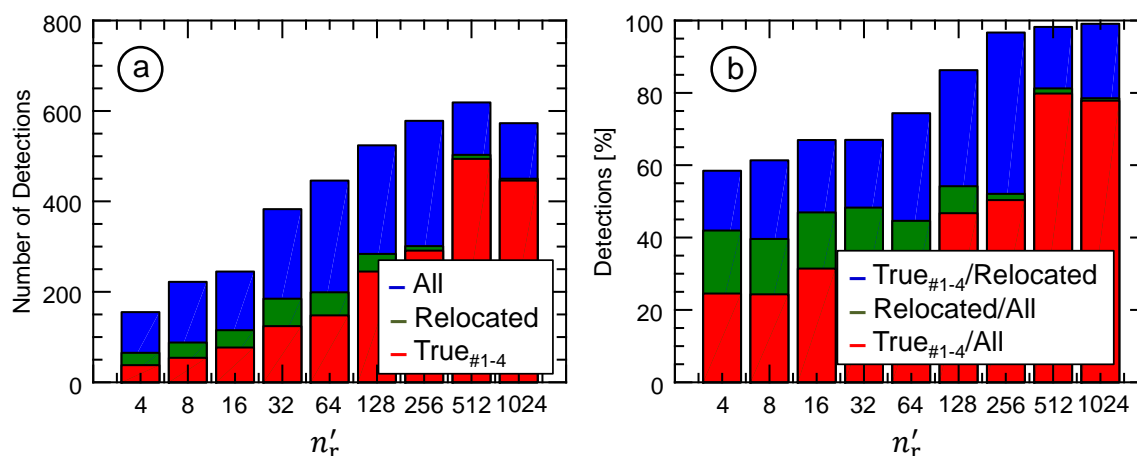 a
Number of Detections
800
600
400
200
0
All
Relocated
True#1-4
4 8 16 32 64 128 256 512 1024
n′r
b
Detections [%]
100
80
60
40
20
0
True#1-4/Relocated
Relocated/All
True#1-4/All
4 8 16 32 64 128 256 512 1024
n′r